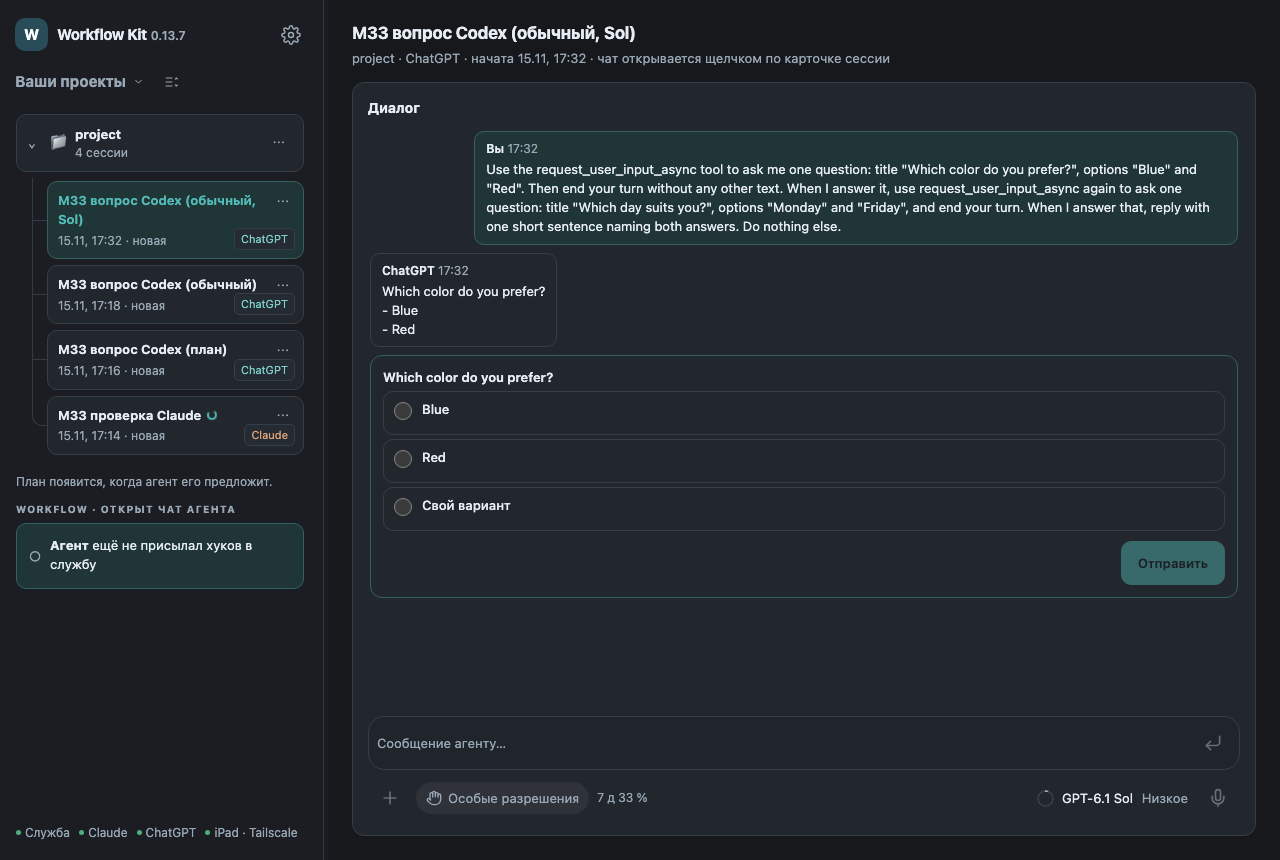 W Workflow Kit 0.13.7
Ваши проекты
project
4 сессии
МЗЗ вопрос Codex (обычный,
Sol)
15.11, 17:32 · новая
ChatGPT
МЗЗ вопрос Codex (обычный)
15.11, 17:18 · новая
ChatGPT
МЗЗ вопрос Codex (план)
15.11, 17:16 · новая
ChatGPT
МЗЗ проверка Claude
15.11, 17:14 · новая
Claude
План появится, когда агент его предложит.
WORKFLOW · ОТКРЫТ ЧАТ АГЕНТА
Агент ещё не присылал хуков в
службу
Служба Claude ChatGPT iPad · Tailscale
МЗЗ вопрос Codex (обычный, Sol)
project · ChatGPT · начата 15.11, 17:32 · чат открывается щелчком по карточке сессии
Диалог
Вы 17:32
Use the request_user_input_async tool to ask me one question: title "Which color do you prefer?", options "Blue" and
"Red". Then end your turn without any other text. When I answer it, use request_user_input_async again to ask one
question: title "Which day suits you?", options "Monday" and "Friday", and end your turn. When I answer that, reply with
one short sentence naming both answers. Do nothing else.
ChatGPT 17:32
Which color do you prefer?
- Blue
- Red
Which color do you prefer?
Blue
Red
Свой вариант
Отправить
Сообщение агенту...
Особые разрешения 7 д 33 %
GPT-6.1 Sol Низкое